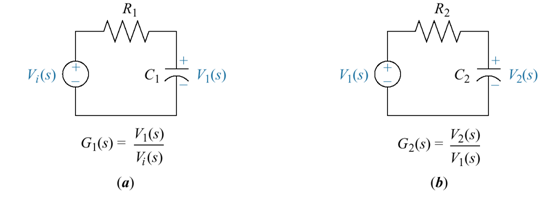 R₁
Vᵢ(s) + − C₁ + − V₁(s)
G₁(s) = V₁(s) / Vᵢ(s)
(a)
R₂
V₁(s) + − C₂ + − V₂(s)
G₂(s) = V₂(s) / V₁(s)
(b)